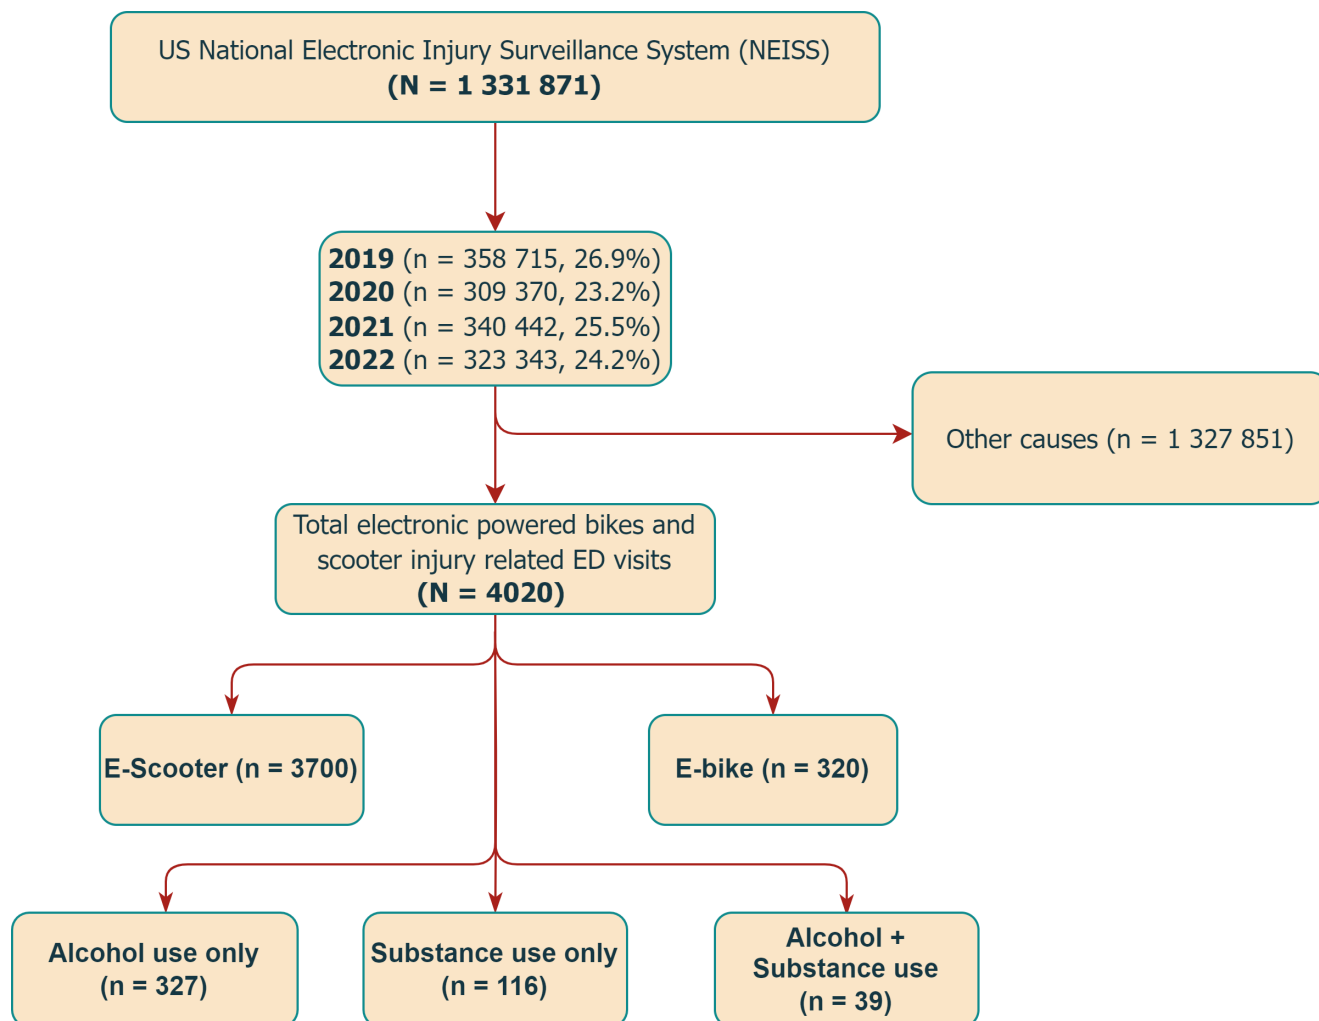 US National Electronic Injury Surveillance System (NEISS)
(N = 1 331 871)
2019 (n = 358 715, 26.9%)
2020 (n = 309 370, 23.2%)
2021 (n = 340 442, 25.5%)
2022 (n = 323 343, 24.2%)
Other causes (n = 1 327 851)
Total electronic powered bikes and
scooter injury related ED visits
(N = 4020)
E-Scooter (n = 3700)
E-bike (n = 320)
Alcohol use only
(n = 327)
Substance use only
(n = 116)
Alcohol +
Substance use
(n = 39)